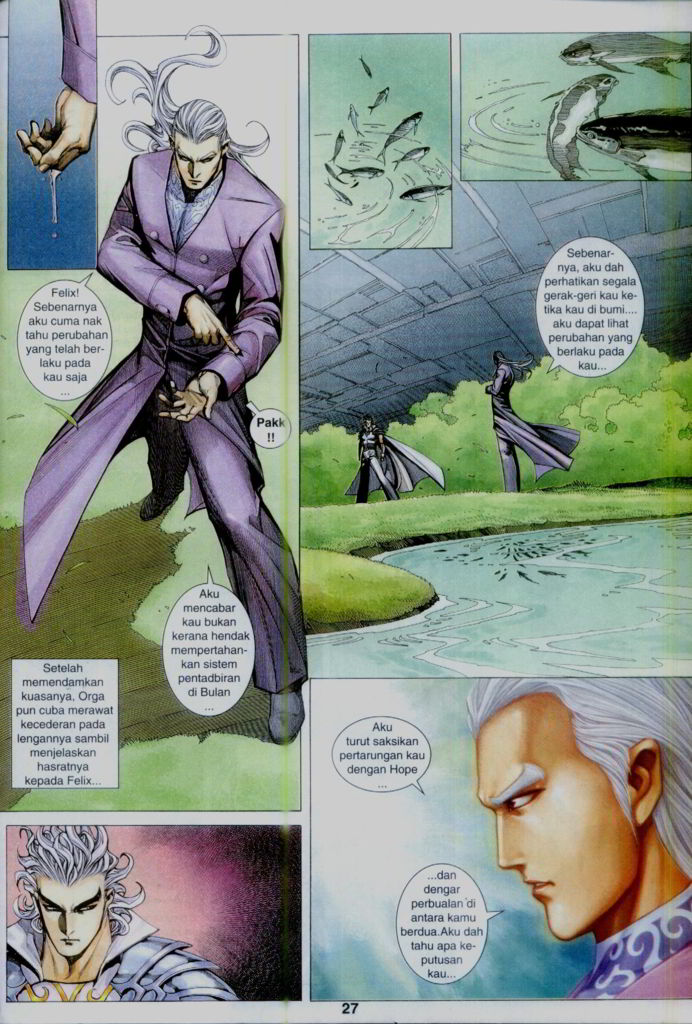 Felix!
Sebenarnya
aku cuma nak
tahu perubahan
yang telah ber-
laku pada
kau saja
...
Pakk
!!
Aku
mencabar
kau bukan
kerana hendak
mempertahan-
kan sistem
pentadbiran
di Bulan
...
Setelah
memendamkan
kuasanya, Orga
pun cuba merawat
kecederan pada
lengannya sambil
menjelaskan
hasratnya
kepada Felix...
Sebenar-
nya, aku dah
perhatikan segala
gerak-geri kau ke-
tika kau di bumi....
aku dapat lihat
perubahan yang
berlaku pada
kau...
Aku
turut saksikan
pertarungan kau
dengan Hope
...
...dan
dengar
perbualan di
antara kamu
berdua.Aku dah
tahu apa ke-
putusan
kau...
27